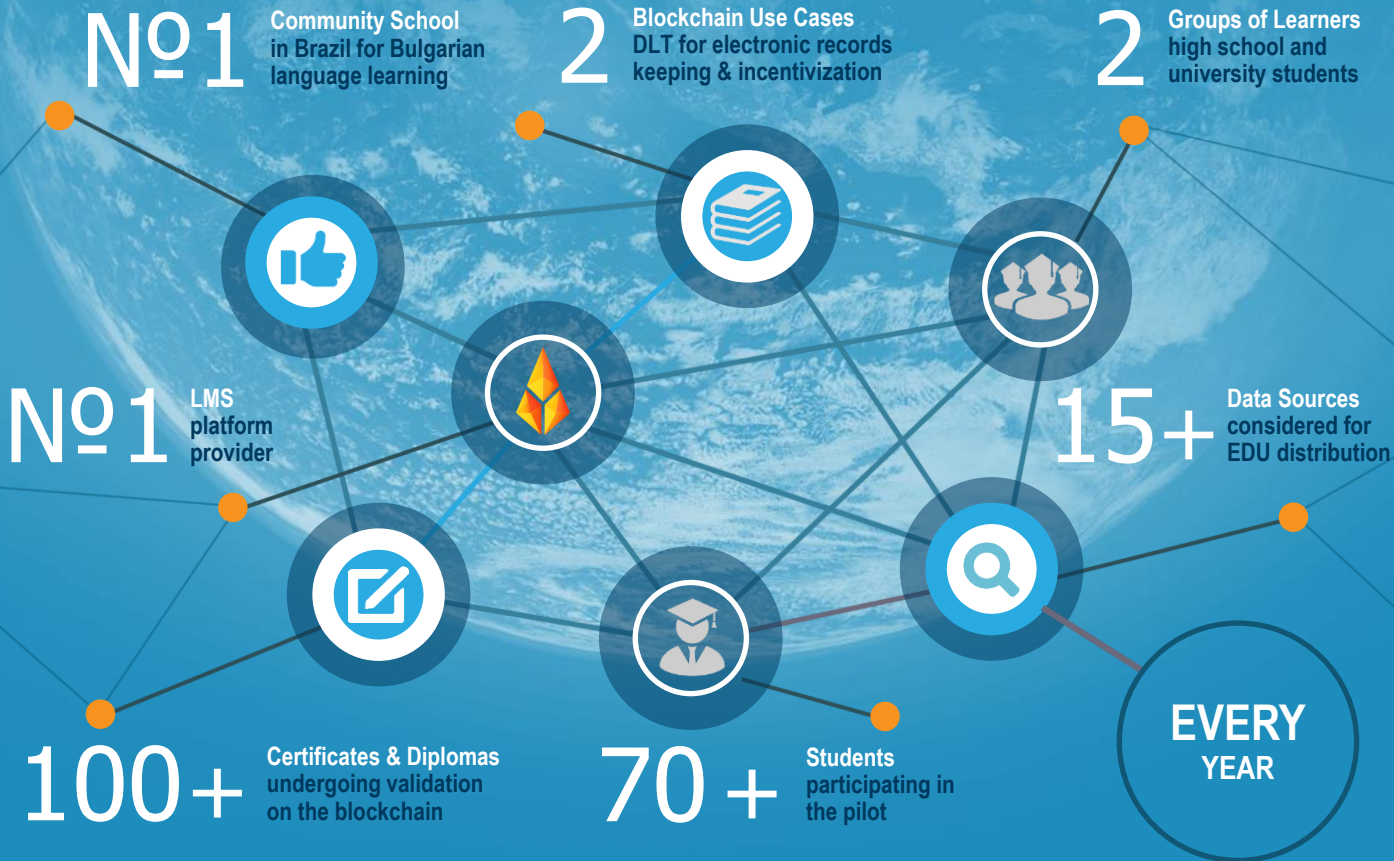 Nº1
Community School
in Brazil for Bulgarian
language learning
2
Blockchain Use Cases
DLT for electronic records
keeping & incentivization
2
Groups of Learners
high school and
university students
Nº1
LMS
platform
provider
15+
Data Sources
considered for
EDU distribution
100+
Certificates & Diplomas
undergoing validation
on the blockchain
70+
Students
participating in
the pilot
EVERY
YEAR